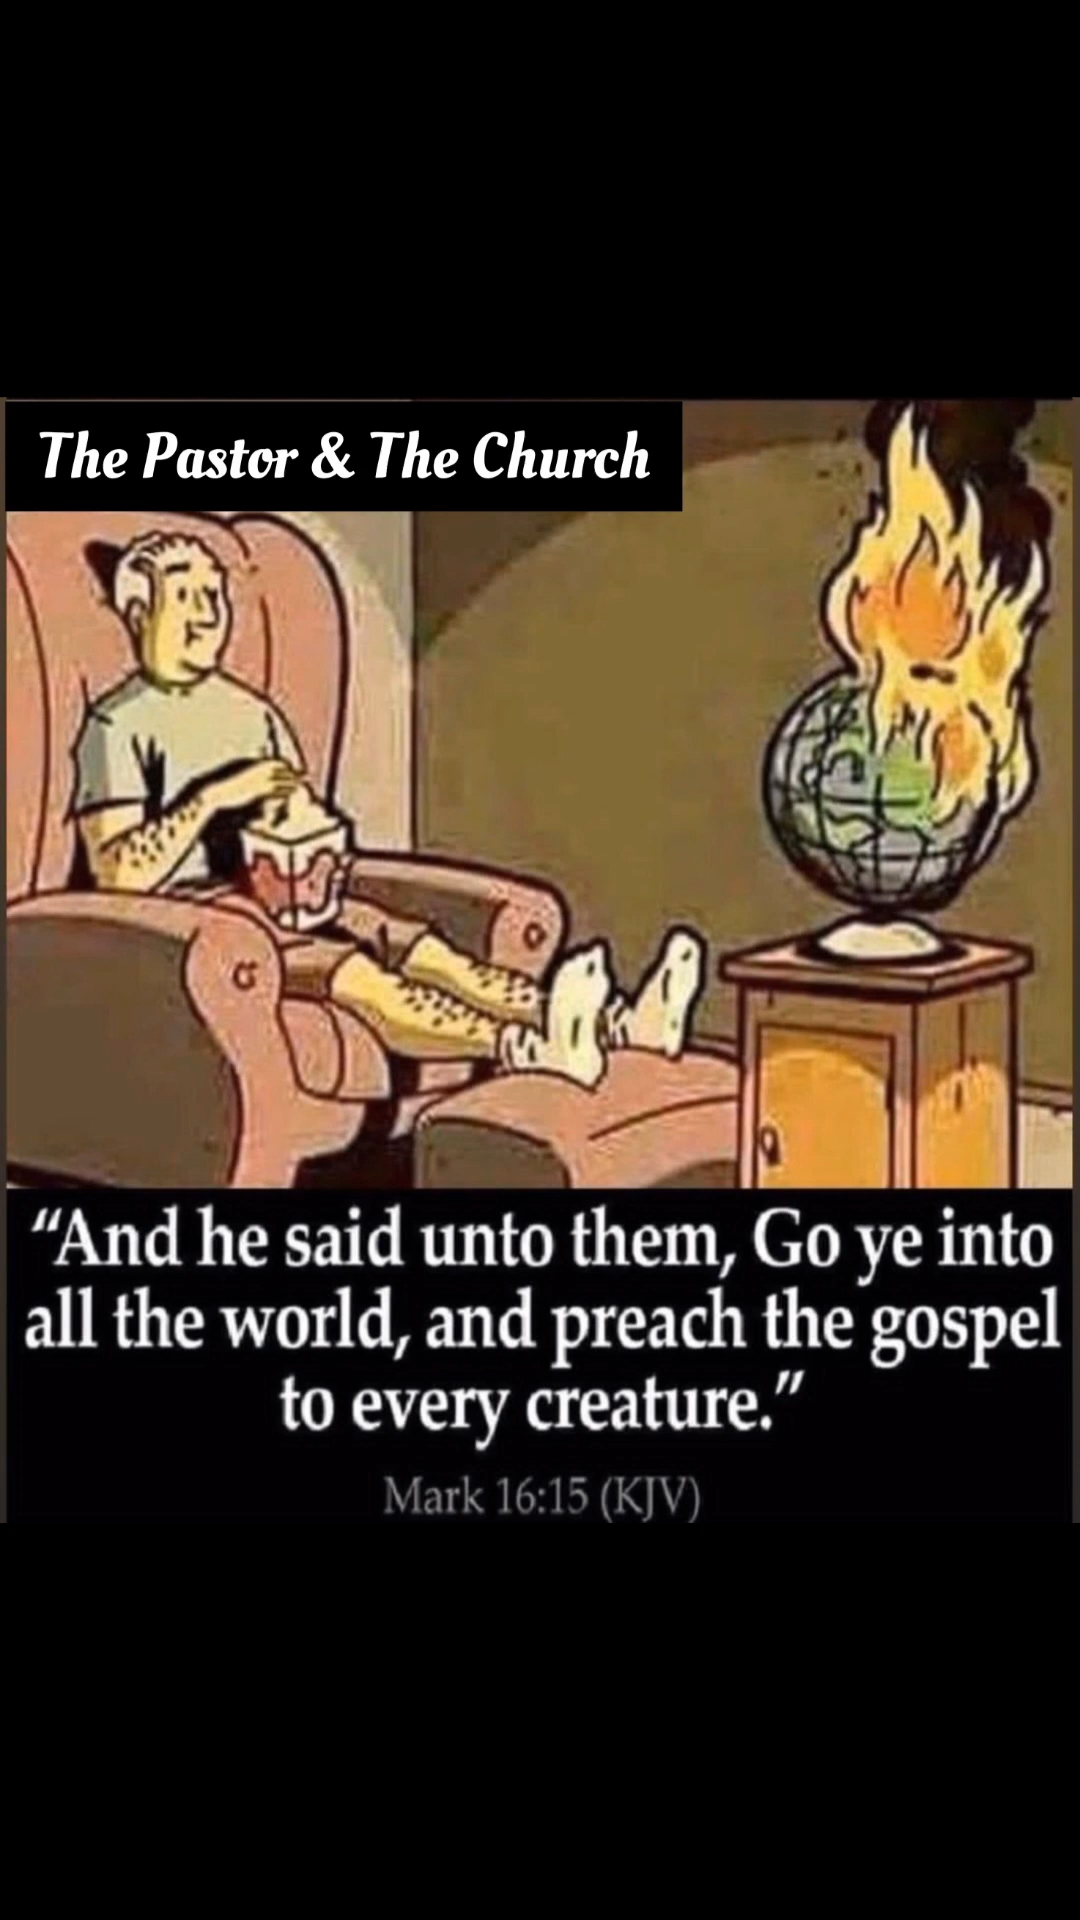 The Pastor & The Church
“And he said unto them, Go ye into
all the world, and preach the gospel
to every creature.”
Mark 16:15 (KJV)